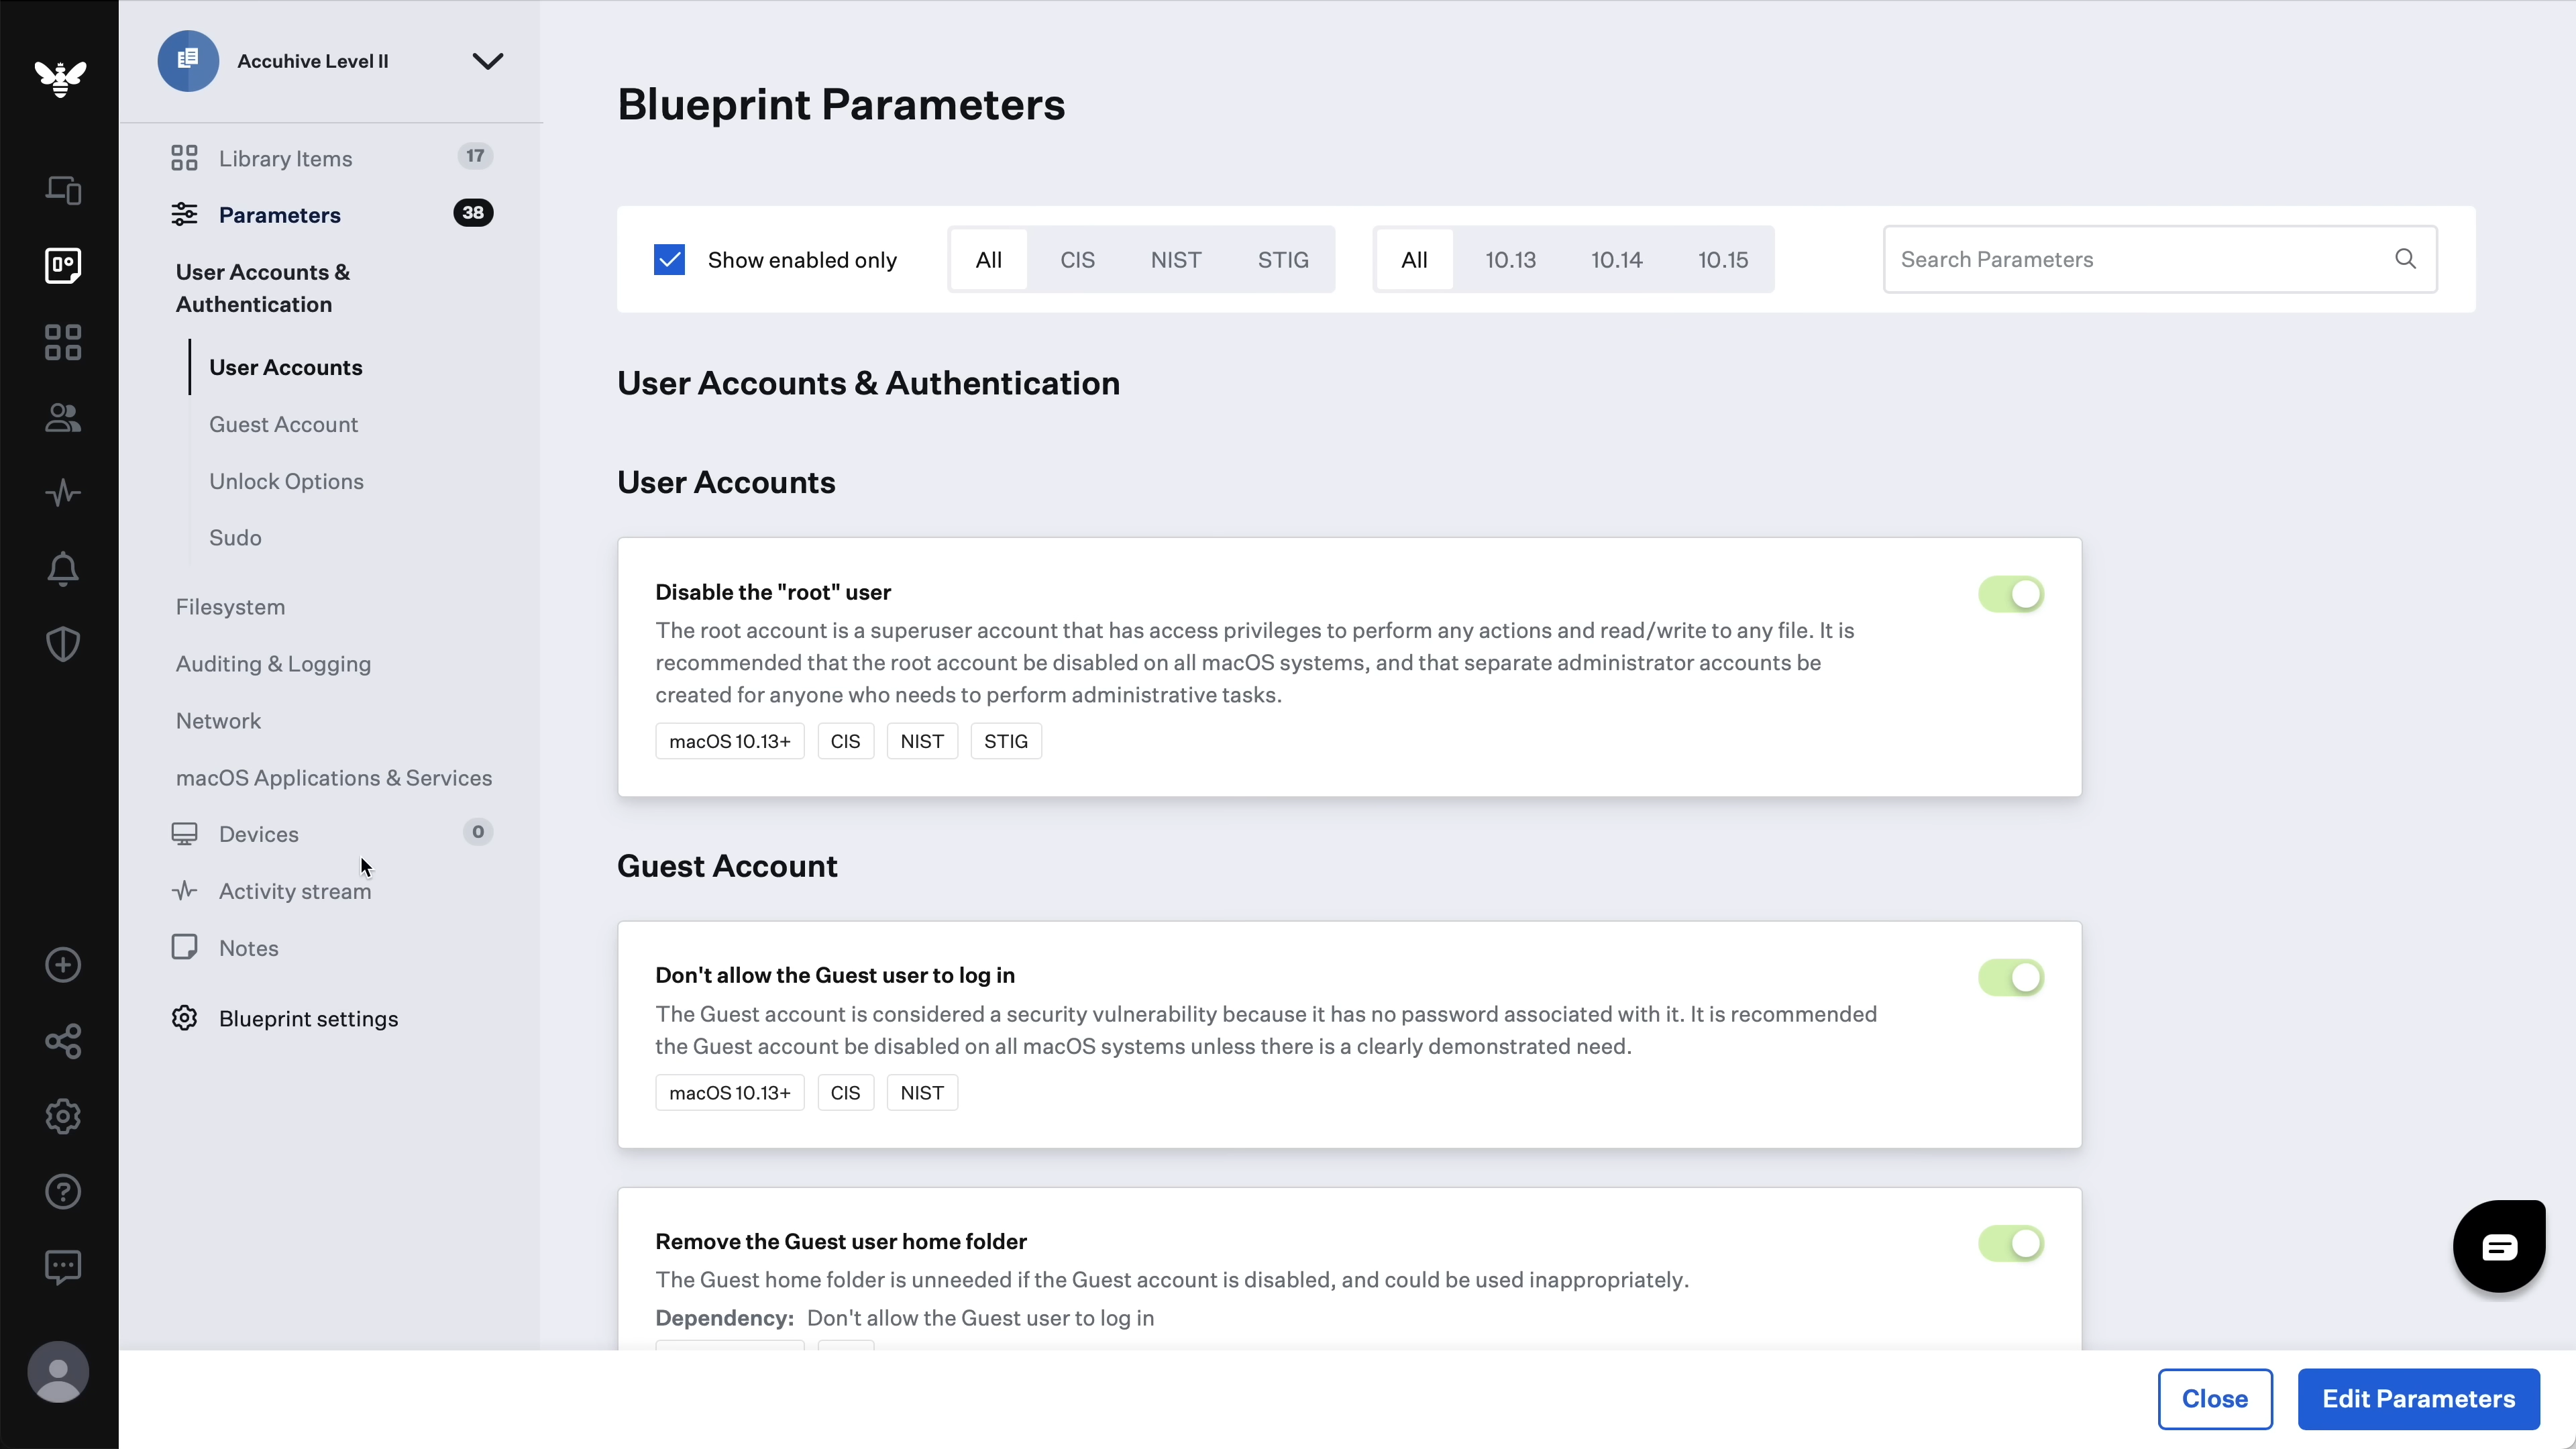 Accuhive Level II
Library Items 17
Parameters 38
User Accounts &
Authentication
User Accounts
Guest Account
Unlock Options
Sudo
Filesystem
Auditing & Logging
Network
macOS Applications & Services
Devices 0
Activity stream
Notes
Blueprint settings
Blueprint Parameters
Show enabled only
All CIS NIST STIG
All 10.13 10.14 10.15
Search Parameters
User Accounts & Authentication
User Accounts
Disable the "root" user
The root account is a superuser account that has access privileges to perform any actions and read/write to any file. It is
recommended that the root account be disabled on all macOS systems, and that separate administrator accounts be
created for anyone who needs to perform administrative tasks.
macOS 10.13+ CIS NIST STIG
Guest Account
Don't allow the Guest user to log in
The Guest account is considered a security vulnerability because it has no password associated with it. It is recommended
the Guest account be disabled on all macOS systems unless there is a clearly demonstrated need.
macOS 10.13+ CIS NIST
Remove the Guest user home folder
The Guest home folder is unneeded if the Guest account is disabled, and could be used inappropriately.
Dependency: Don't allow the Guest user to log in
Close
Edit Parameters